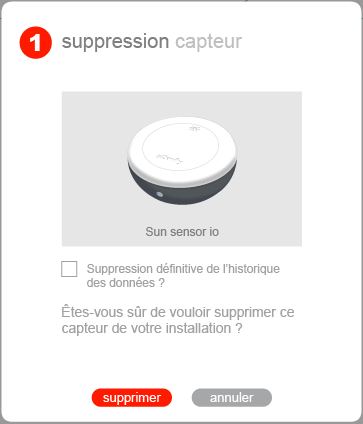 1 suppression capteur
somfy
Sun sensor io
Suppression définitive de l'historique
des données ?
Êtes-vous sûr de vouloir supprimer ce
capteur de votre installation ?
supprimer annuler